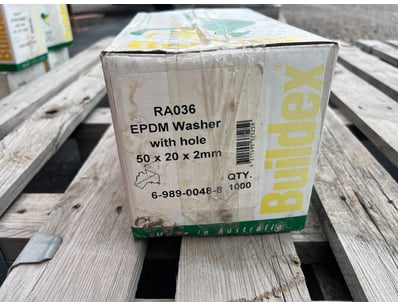 RA036
EPDM Washer
with hole
50 x 20 x 2mm
QTY.
6-989-0048-8 1000
Buildex
Made in Australia